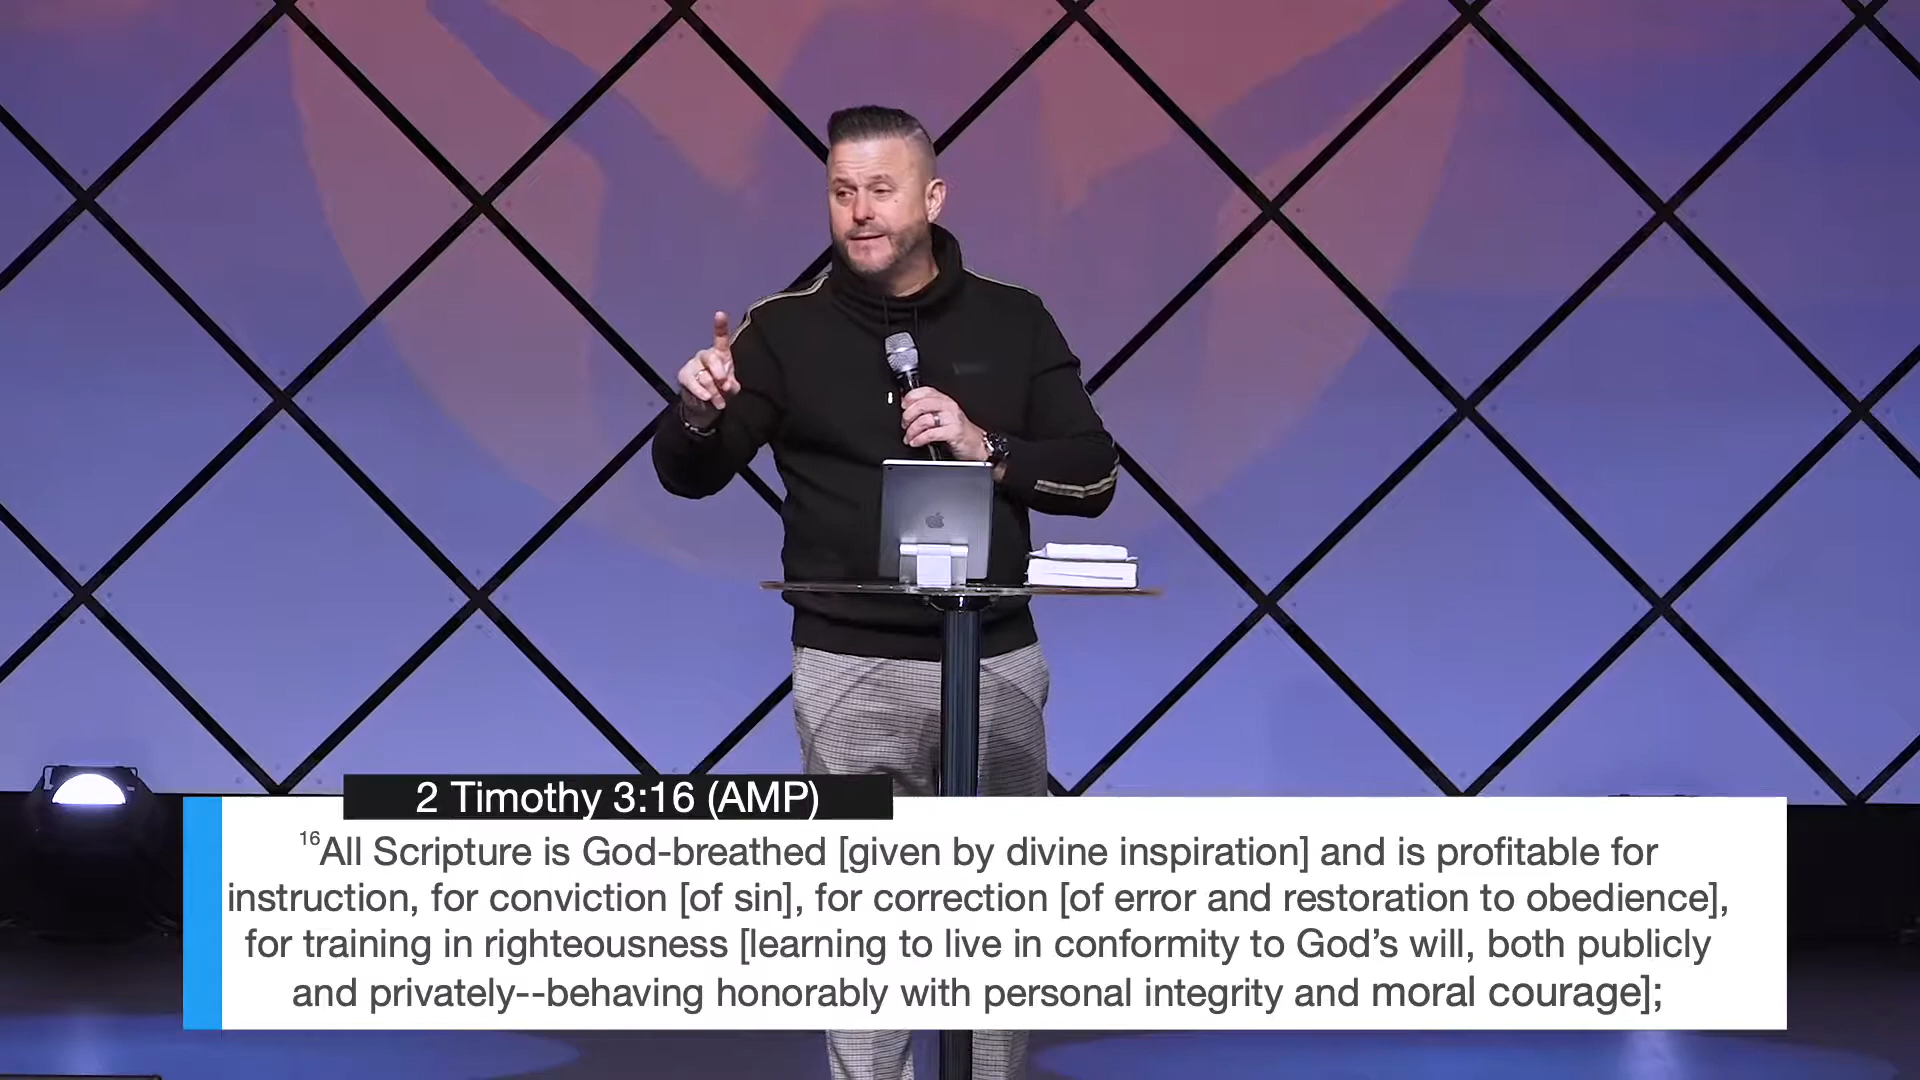 2 Timothy 3:16 (AMP)
16All Scripture is God-breathed [given by divine inspiration] and is profitable for
instruction, for conviction [of sin], for correction [of error and restoration to obedience],
for training in righteousness [learning to live in conformity to God’s will, both publicly
and privately--behaving honorably with personal integrity and moral courage];